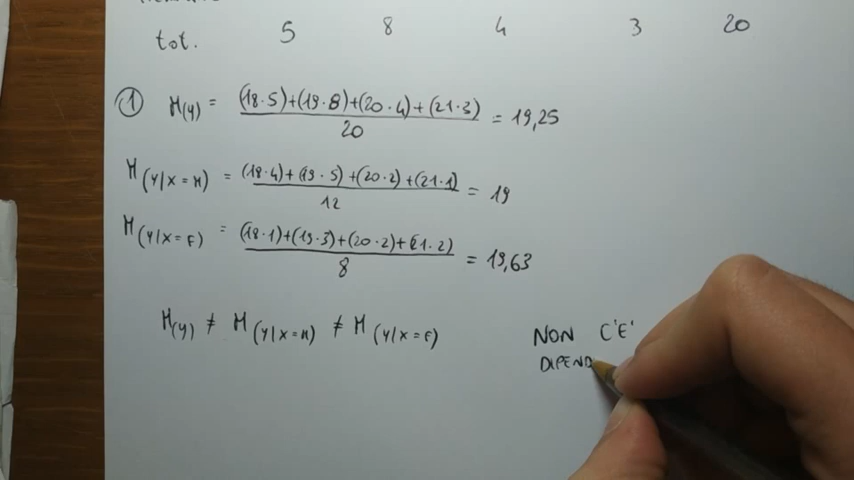 tot. 5 8 4 3 20
① M(y) = (18·5)+(19·8)+(20·4)+(21·3) / 20 = 19,25
M(y|x=M) = (18·4)+(19·5)+(20·2)+(21·1) / 12 = 19
M(y|x=F) = (18·1)+(19·3)+(20·2)+(21·2) / 8 = 19,63
M(y) ≠ M(y|x=M) ≠ M(y|x=F)
NON C'E'
DIPEND